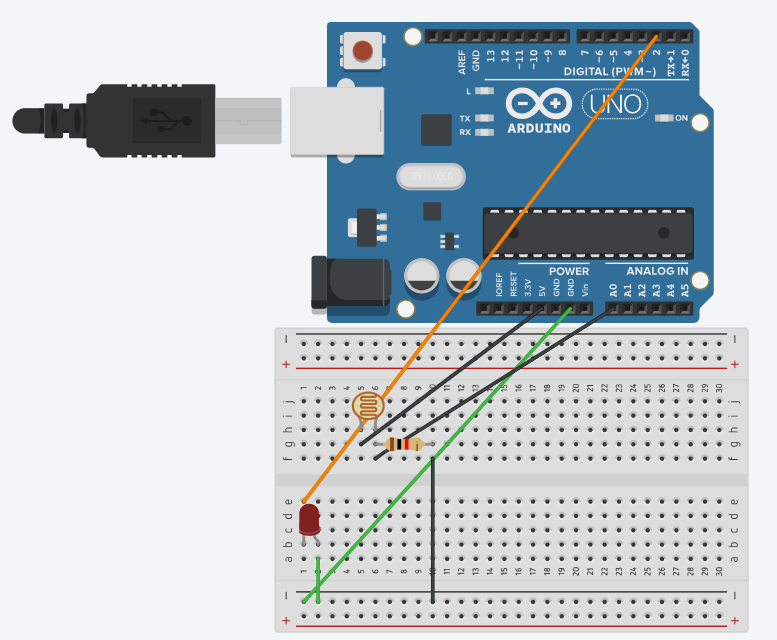 AREF GND 13 12 ~11 ~10 ~9 8 7 ~6 ~5 4 ~3 2 TX→1 RX←0
DIGITAL (PWM~)
L
TX
RX
ARDUINO
UNO
ON
POWER
ANALOG IN
IOREF RESET 3.3V 5V GND GND Vin A0 A1 A2 A3 A4 A5
1 2 3 4 5 6 7 8 9 10 11 12 13 14 15 16 17 18 19 20 21 22 23 24 25 26 27 28 29 30
j j
i i
h h
g g
f f
e e
d d
c c
b b
a a
1 2 3 4 5 6 7 8 9 10 11 12 13 14 15 16 17 18 19 20 21 22 23 24 25 26 27 28 29 30